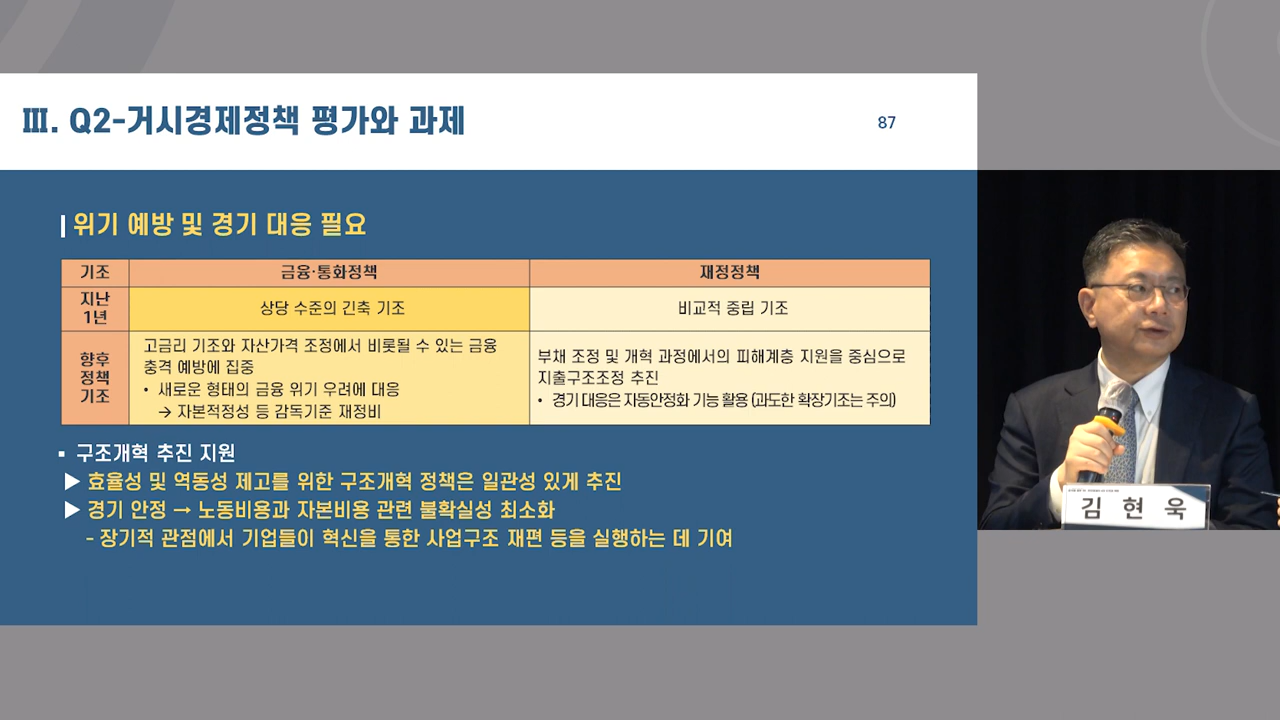 Ⅲ. Q2-거시경제정책 평가와 과제
87
위기 예방 및 경기 대응 필요
기조
금융·통화정책
재정정책
지난
1년
상당 수준의 긴축 기조
비교적 중립 기조
향후
정책
기조
고금리 기조와 자산가격 조정에서 비롯될 수 있는 금융
충격 예방에 집중
• 새로운 형태의 금융 위기 우려에 대응
→ 자본적정성 등 감독기준 재정비
부채 조정 및 개혁 과정에서의 피해계층 지원을 중심으로
지출구조조정 추진
• 경기 대응은 자동안정화 기능 활용 (과도한 확장기조는 주의)
▪ 구조개혁 추진 지원
▶ 효율성 및 역동성 제고를 위한 구조개혁 정책은 일관성 있게 추진
▶ 경기 안정 → 노동비용과 자본비용 관련 불확실성 최소화
- 장기적 관점에서 기업들이 혁신을 통한 사업구조 재편 등을 실행하는 데 기여
김 현 욱